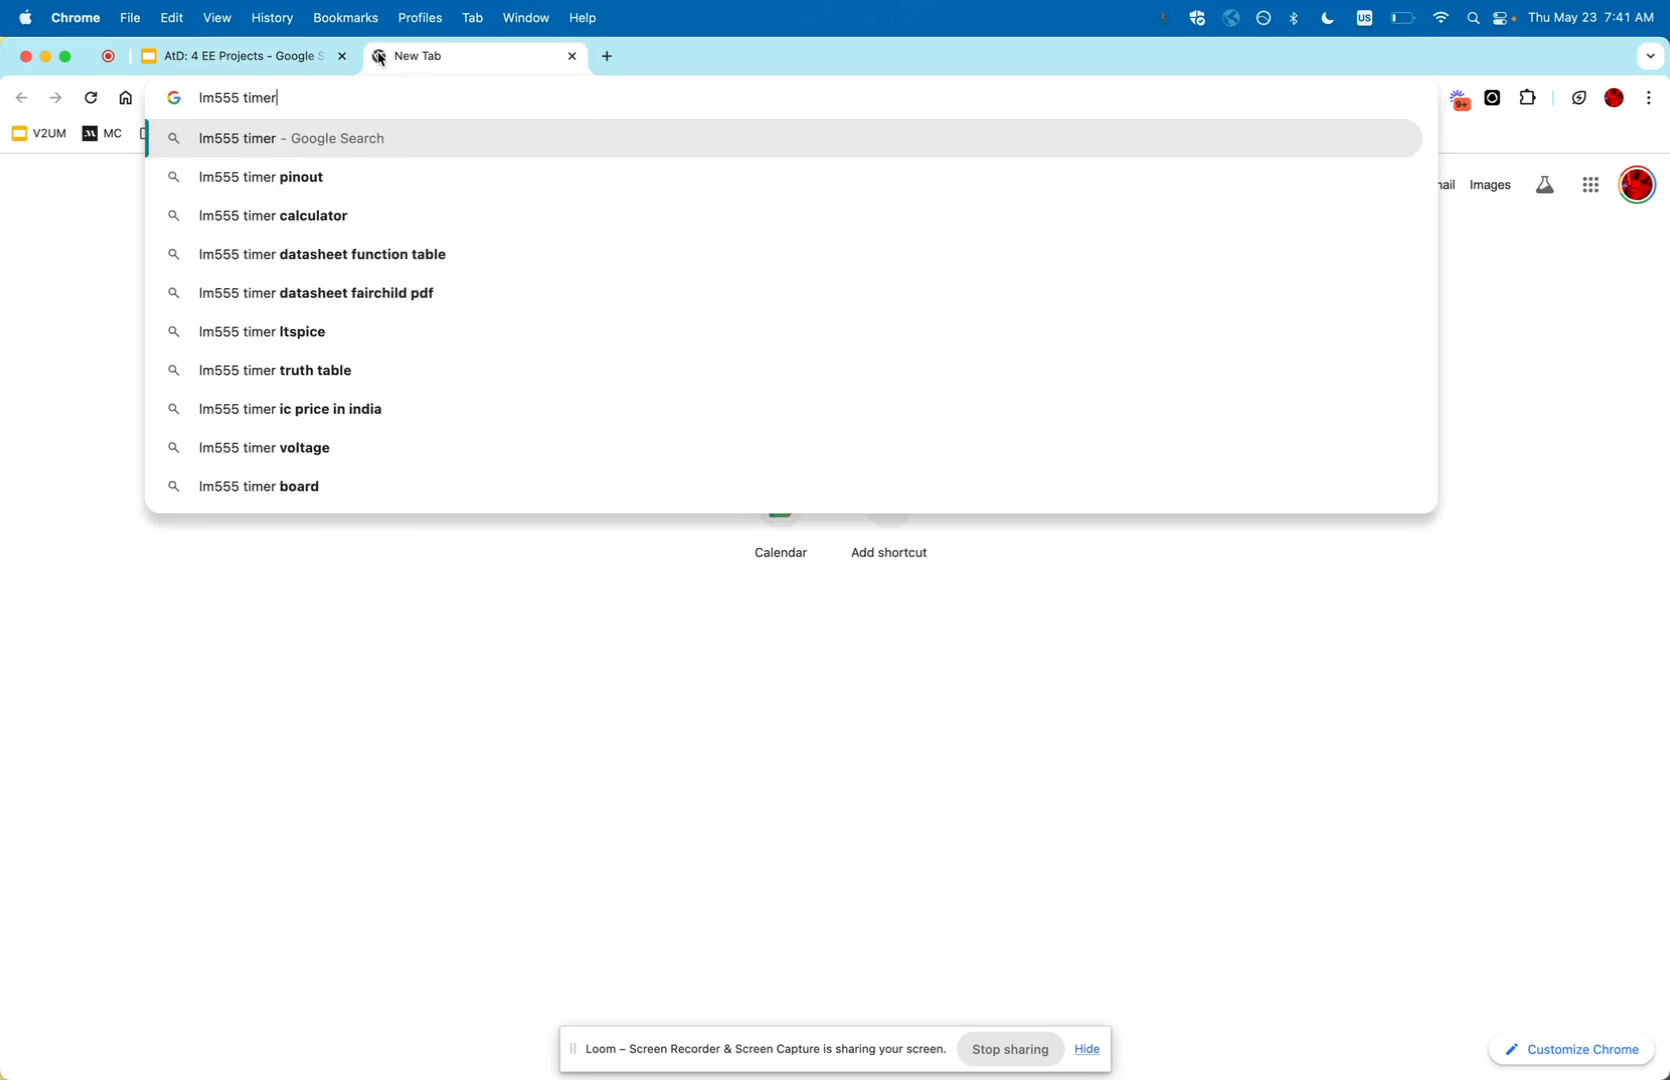 Chrome File Edit View History Bookmarks Profiles Tab Window Help US Thu May 23 7:41 AM
AtD: 4 EE Projects - Google S New Tab
lm555 timer 9+
V2UM MC
lm555 timer - Google Search
lm555 timer pinout
ail Images
lm555 timer calculator
lm555 timer datasheet function table
lm555 timer datasheet fairchild pdf
lm555 timer ltspice
lm555 timer truth table
lm555 timer ic price in india
lm555 timer voltage
lm555 timer board
Calendar Add shortcut
Loom – Screen Recorder & Screen Capture is sharing your screen. Stop sharing Hide
Customize Chrome